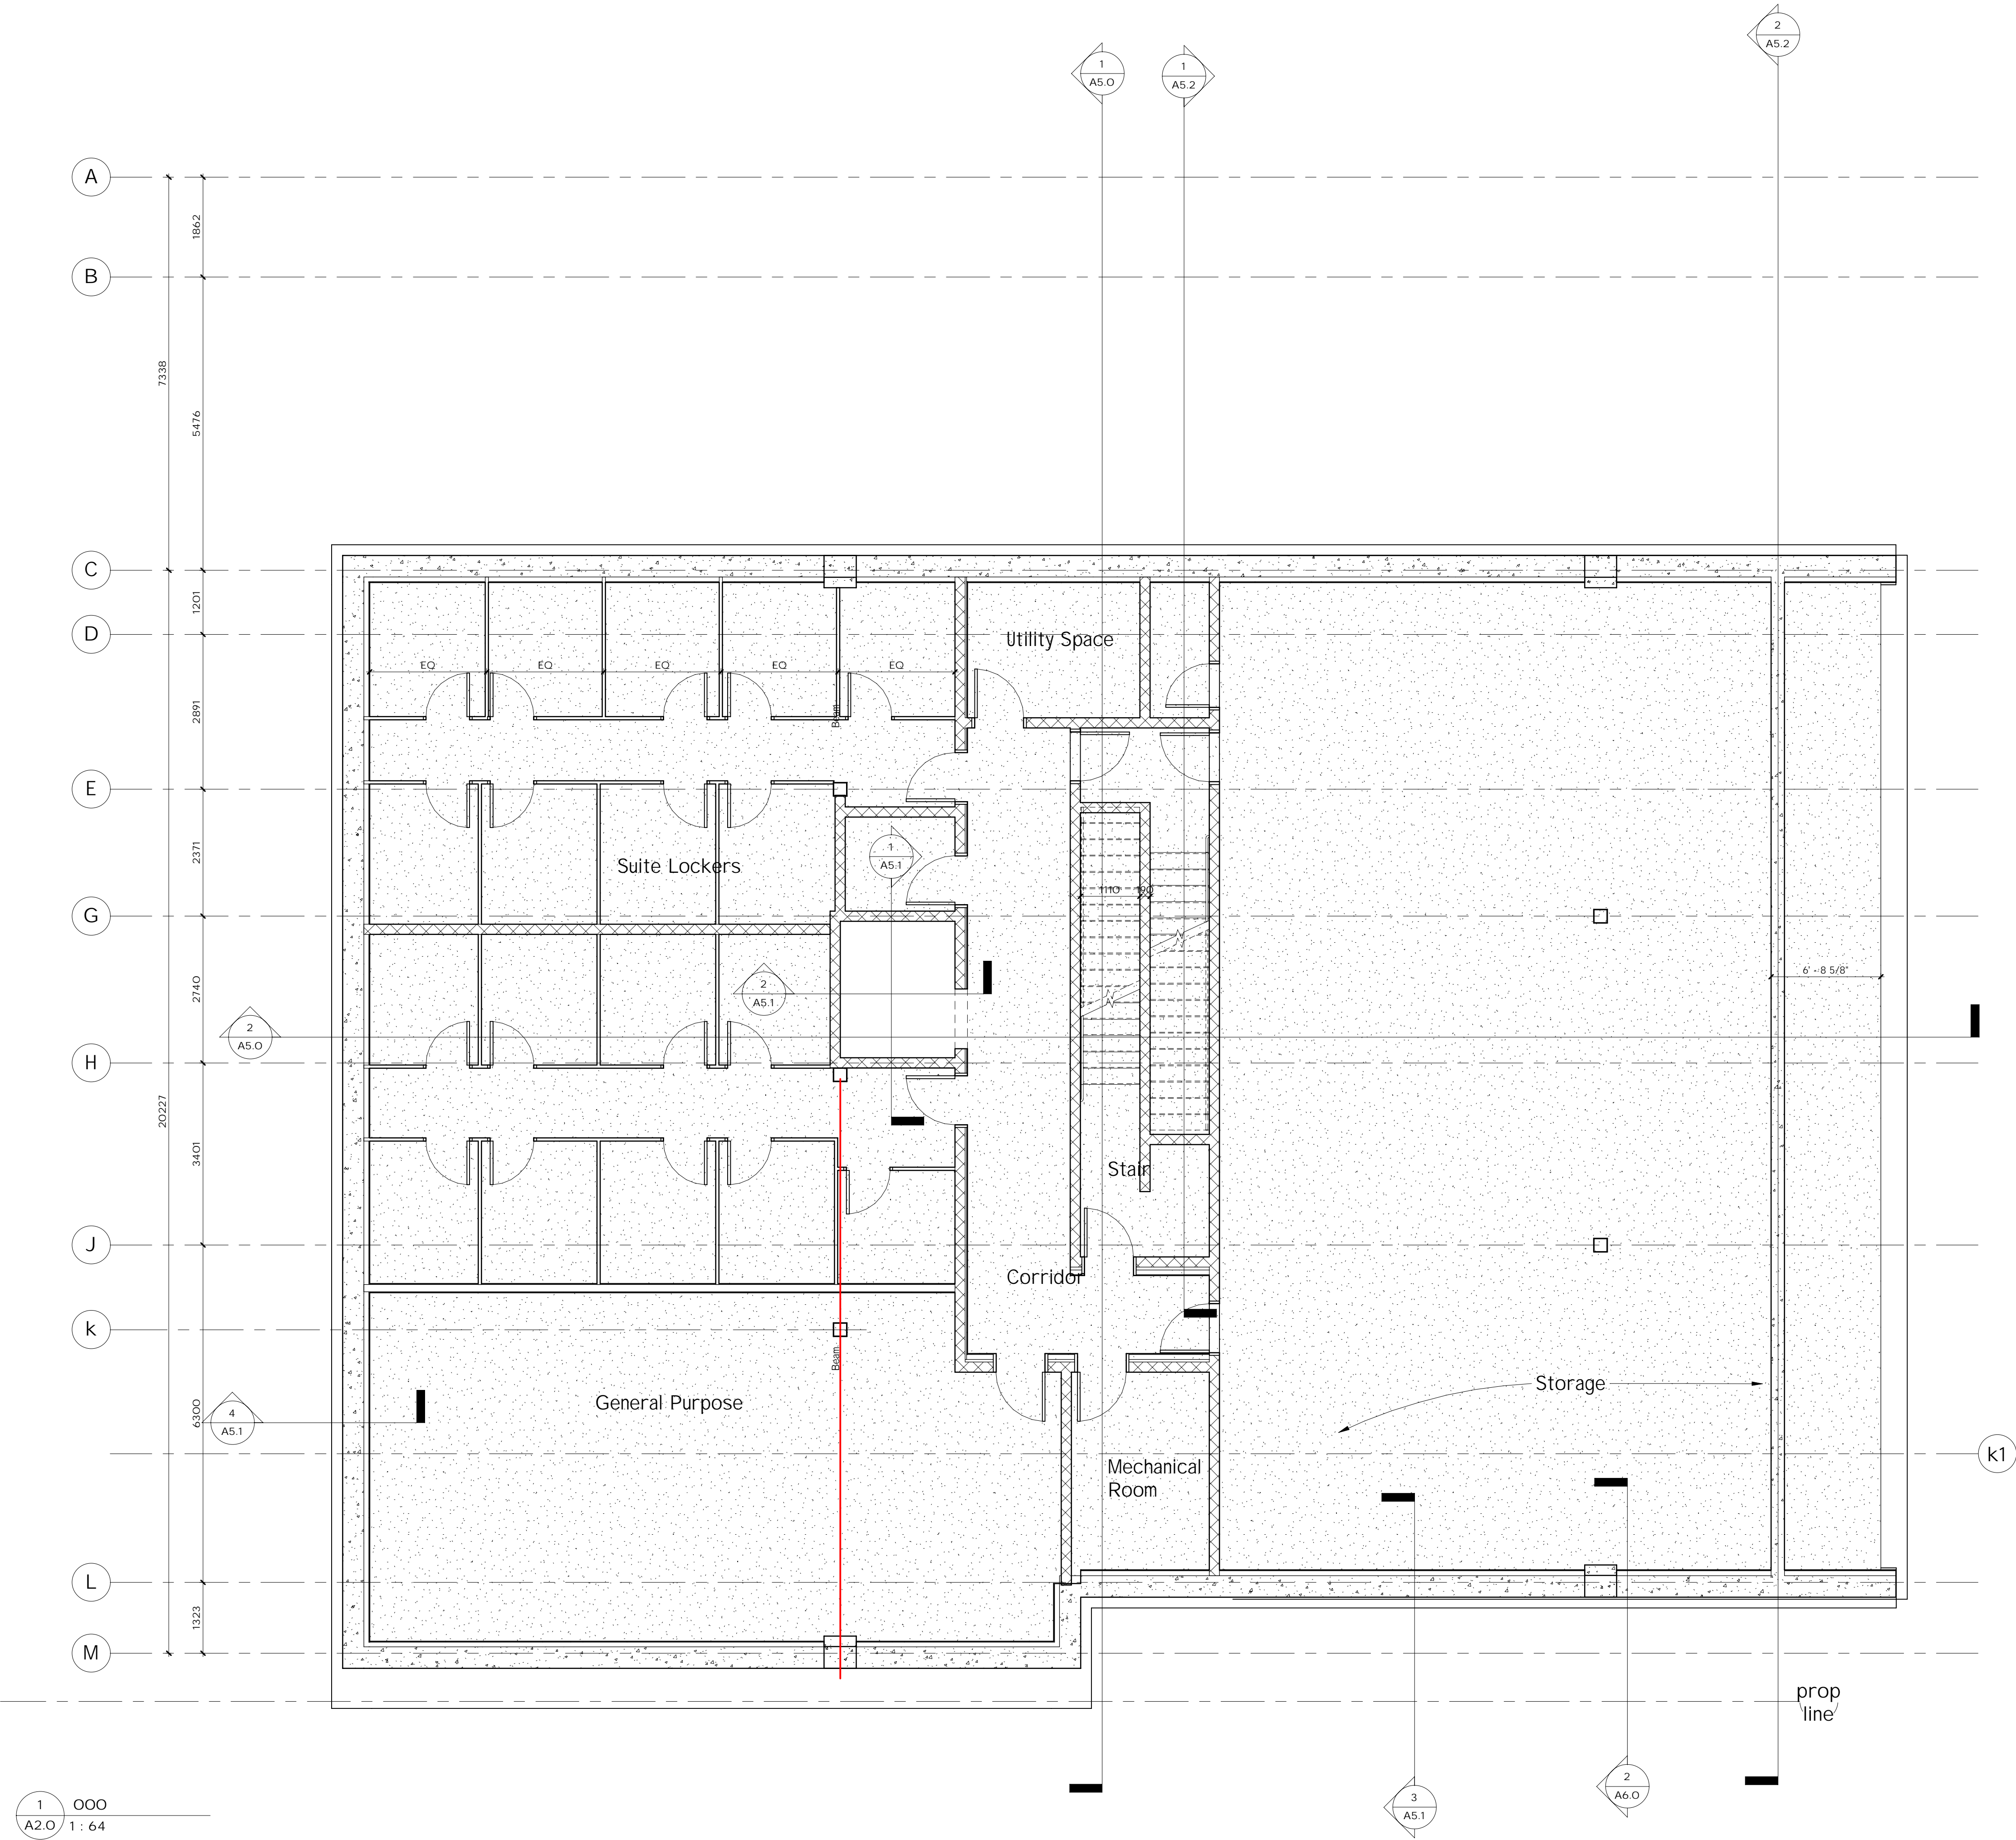 2
A5.2
1
A5.0
1
A5.2
A
1862
B
7338
5476
C
1201
D
Utility Space
EQ
EQ
EQ
EQ
EQ
2891
Beam
E
2371
Suite Lockers
1
A5.1
1110
190
G
2740
6' - 8 5/8"
2
A5.1
2
A5.0
H
20227
3401
Stair
J
Corridor
k
Beam
Storage
General Purpose
6300
4
A5.1
k1
Mechanical
Room
L
1323
M
prop
line
2
A6.0
3
A5.1
1
A2.0
000
1 : 64